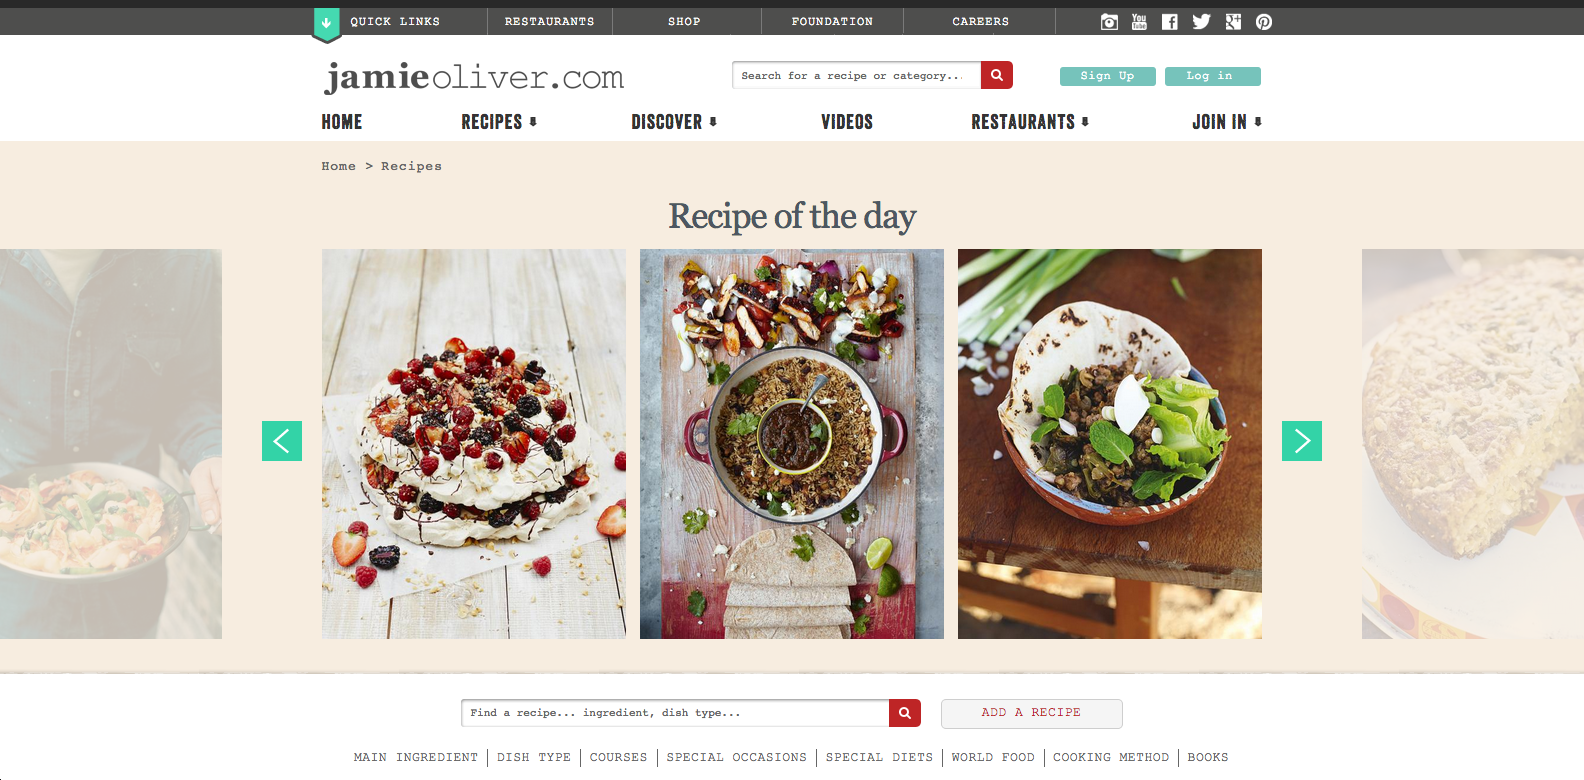 QUICK LINKS RESTAURANTS SHOP FOUNDATION CAREERS You Tube
jamieoliver.com
Search for a recipe or category... Sign Up Log in
HOME RECIPES DISCOVER VIDEOS RESTAURANTS JOIN IN
Home > Recipes
Recipe of the day
Find a recipe... ingredient, dish type... ADD A RECIPE
MAIN INGREDIENT DISH TYPE COURSES SPECIAL OCCASIONS SPECIAL DIETS WORLD FOOD COOKING METHOD BOOKS